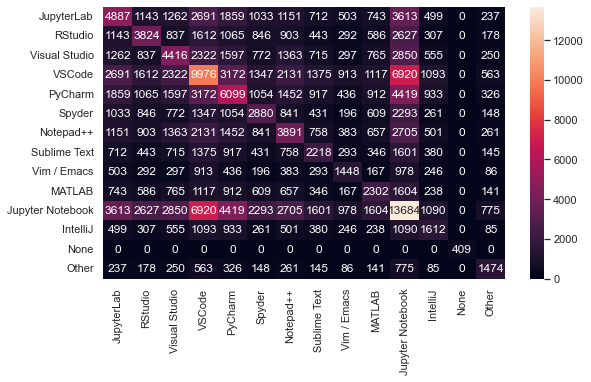 JupyterLab 4887 1143 1262 2691 1859 1033 1151 712 503 743 3613 499 0 237
RStudio 1143 3824 837 1612 1065 846 903 443 292 586 2627 307 0 178
Visual Studio 1262 837 4416 2322 1597 772 1363 715 297 765 2850 555 0 250
VSCode 2691 1612 2322 9976 3172 1347 2131 1375 913 1117 6920 1093 0 563
PyCharm 1859 1065 1597 3172 6099 1054 1452 917 436 912 4419 933 0 326
Spyder 1033 846 772 1347 1054 2880 841 431 196 609 2293 261 0 148
Notepad++ 1151 903 1363 2131 1452 841 3891 758 383 657 2705 501 0 261
Sublime Text 712 443 715 1375 917 431 758 2218 293 346 1601 380 0 145
Vim / Emacs 503 292 297 913 436 196 383 293 1448 167 978 246 0 86
MATLAB 743 586 765 1117 912 609 657 346 167 2302 1604 238 0 141
Jupyter Notebook 3613 2627 2850 6920 4419 2293 2705 1601 978 1604 13684 1090 0 775
IntelliJ 499 307 555 1093 933 261 501 380 246 238 1090 1612 0 85
None 0 0 0 0 0 0 0 0 0 0 0 0 409 0
Other 237 178 250 563 326 148 261 145 86 141 775 85 0 1474
JupyterLab
RStudio
Visual Studio
VSCode
PyCharm
Spyder
Notepad++
Sublime Text
Vim / Emacs
MATLAB
Jupyter Notebook
IntelliJ
None
Other
12000
10000
8000
6000
4000
2000
0